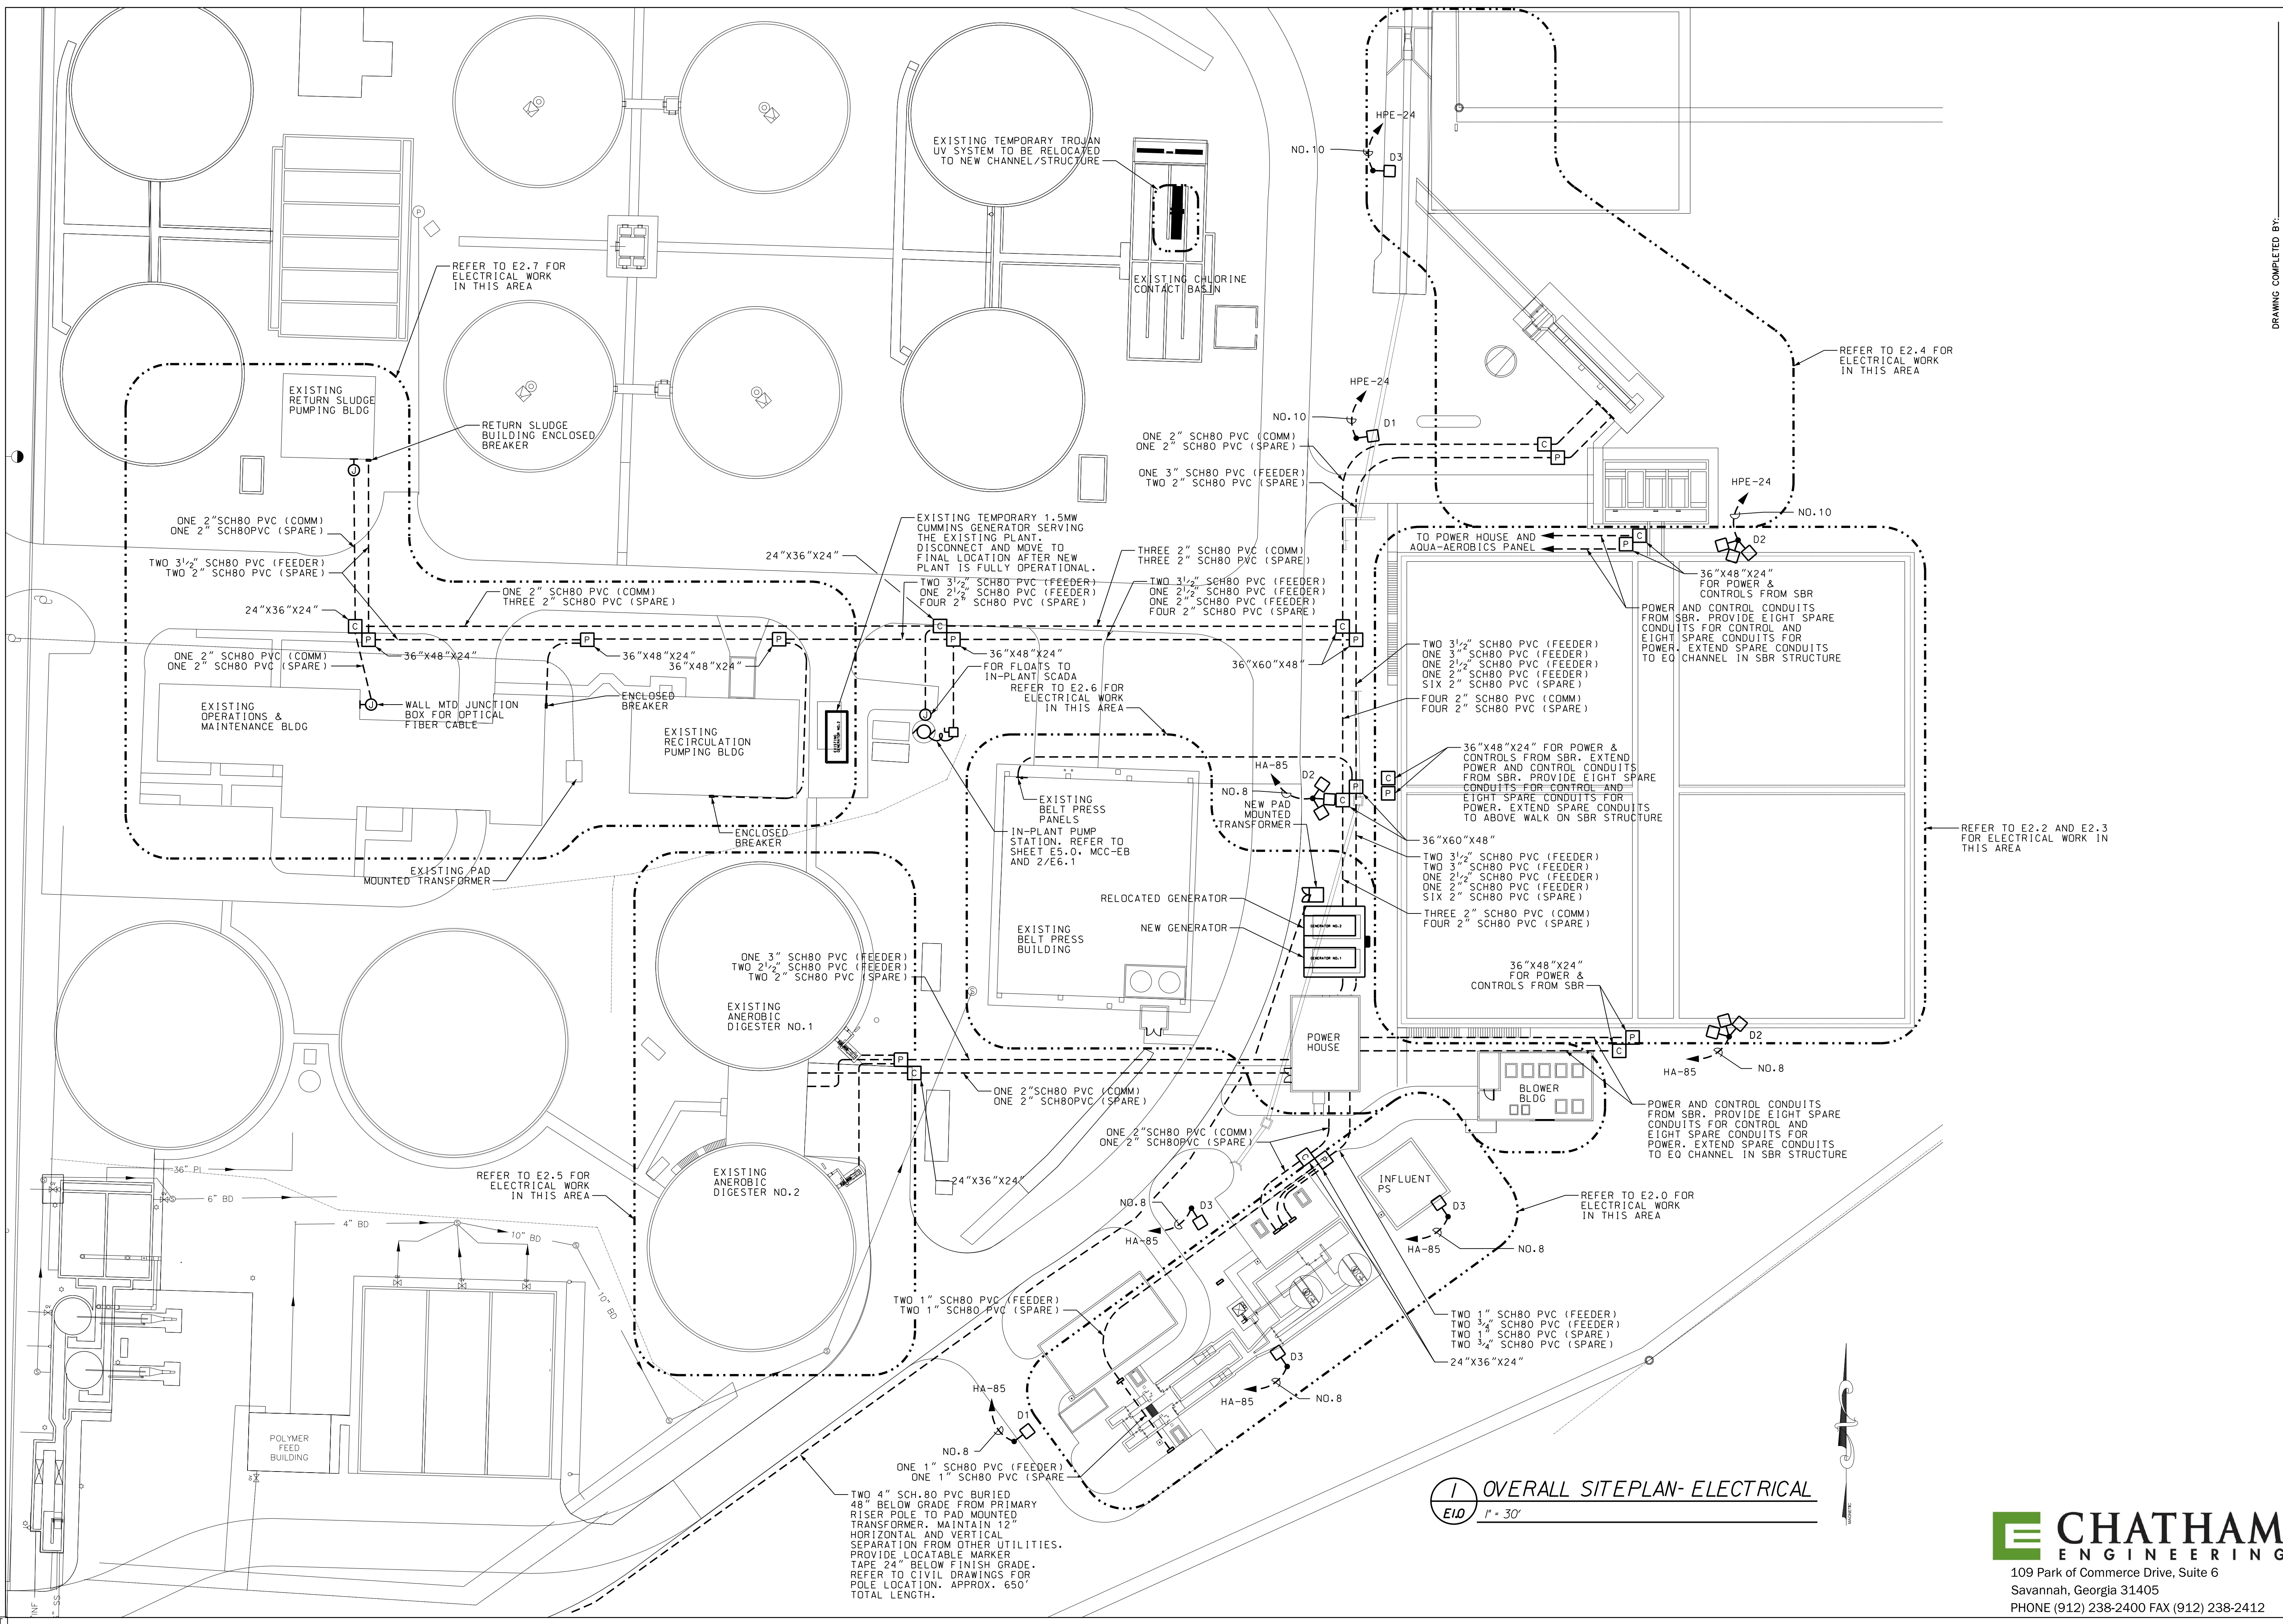 DRAWING COMPLETED BY:
HPE-24
NO.10
D3
EXISTING TEMPORARY TROJAN
UV SYSTEM TO BE RELOCATED
TO NEW CHANNEL/STRUCTURE
EXISTING CHLORINE
CONTACT BASIN
P
REFER TO E2.7 FOR
ELECTRICAL WORK
IN THIS AREA
REFER TO E2.4 FOR
ELECTRICAL WORK
IN THIS AREA
EXISTING
RETURN SLUDGE
PUMPING BLDG
RETURN SLUDGE
BUILDING ENCLOSED
BREAKER
J
HPE-24
NO.10
D1
ONE 2" SCH80 PVC (COMM)
ONE 2" SCH80 PVC (SPARE)
C
P
ONE 3" SCH80 PVC (FEEDER)
TWO 2" SCH80 PVC (SPARE)
HPE-24
NO.10
D2
ONE 2"SCH80 PVC (COMM)
ONE 2" SCH80PVC (SPARE)
TWO 3 1/2" SCH80 PVC (FEEDER)
TWO 2" SCH80 PVC (SPARE)
24"X36"X24"
EXISTING TEMPORARY 1.5MW
CUMMINS GENERATOR SERVING
THE EXISTING PLANT.
DISCONNECT AND MOVE TO
FINAL LOCATION AFTER NEW
PLANT IS FULLY OPERATIONAL.
24"X36"X24"
THREE 2" SCH80 PVC (COMM)
THREE 2" SCH80 PVC (SPARE)
TO POWER HOUSE AND
AQUA-AEROBICS PANEL
C
P
36"X48"X24"
FOR POWER &
CONTROLS FROM SBR
ONE 2" SCH80 PVC (COMM)
THREE 2" SCH80 PVC (SPARE)
TWO 3 1/2" SCH80 PVC (FEEDER)
ONE 2 1/2" SCH80 PVC (FEEDER)
FOUR 2" SCH80 PVC (SPARE)
TWO 3 1/2" SCH80 PVC (FEEDER)
ONE 2 1/2" SCH80 PVC (FEEDER)
ONE 2" SCH80 PVC (FEEDER)
FOUR 2" SCH80 PVC (SPARE)
POWER AND CONTROL CONDUITS
FROM SBR. PROVIDE EIGHT SPARE
CONDUITS FOR CONTROL AND
EIGHT SPARE CONDUITS FOR
POWER. EXTEND SPARE CONDUITS
TO EQ CHANNEL IN SBR STRUCTURE
C
P
P
P
C
P
C
P
36"X48"X24"
36"X48"X24"
36"X48"X24"
36"X48"X24"
36"X60"X48"
ONE 2" SCH80 PVC (COMM)
ONE 2" SCH80 PVC (SPARE)
FOR FLOATS TO
IN-PLANT SCADA
REFER TO E2.6 FOR
ELECTRICAL WORK
IN THIS AREA
TWO 3 1/2" SCH80 PVC (FEEDER)
ONE 3" SCH80 PVC (FEEDER)
ONE 2 1/2" SCH80 PVC (FEEDER)
ONE 2" SCH80 PVC (FEEDER)
SIX 2" SCH80 PVC (SPARE)
FOUR 2" SCH80 PVC (COMM)
FOUR 2" SCH80 PVC (SPARE)
EXISTING
OPERATIONS &
MAINTENANCE BLDG
J
WALL MTD JUNCTION
BOX FOR OPTICAL
FIBER CABLE
ENCLOSED
BREAKER
EXISTING
RECIRCULATION
PUMPING BLDG
EXISTING
GENERATOR NO.2
J
HA-85
D2
NO.8
P
C
NEW PAD
MOUNTED
TRANSFORMER
C
P
36"X48"X24" FOR POWER &
CONTROLS FROM SBR. EXTEND
POWER AND CONTROL CONDUITS
FROM SBR. PROVIDE EIGHT SPARE
CONDUITS FOR CONTROL AND
EIGHT SPARE CONDUITS FOR
POWER. EXTEND SPARE CONDUITS
TO ABOVE WALK ON SBR STRUCTURE
EXISTING
BELT PRESS
PANELS
IN-PLANT PUMP
STATION. REFER TO
SHEET E5.0. MCC-EB
AND 2/E6.1
ENCLOSED
BREAKER
EXISTING PAD
MOUNTED TRANSFORMER
36"X60"X48"
TWO 3 1/2" SCH80 PVC (FEEDER)
TWO 3" SCH80 PVC (FEEDER)
ONE 2 1/2" SCH80 PVC (FEEDER)
ONE 2" SCH80 PVC (FEEDER)
SIX 2" SCH80 PVC (SPARE)
THREE 2" SCH80 PVC (COMM)
FOUR 2" SCH80 PVC (SPARE)
REFER TO E2.2 AND E2.3
FOR ELECTRICAL WORK IN
THIS AREA
RELOCATED GENERATOR
GENERATOR NO.2
NEW GENERATOR
GENERATOR NO.1
EXISTING
BELT PRESS
BUILDING
ONE 3" SCH80 PVC (FEEDER)
TWO 2 1/2" SCH80 PVC (FEEDER)
TWO 2" SCH80 PVC (SPARE)
36"X48"X24"
FOR POWER &
CONTROLS FROM SBR
S
EXISTING
ANEROBIC
DIGESTER NO.1
POWER
HOUSE
P
C
D2
HA-85
NO.8
P
C
BLOWER
BLDG
ONE 2"SCH80 PVC (COMM)
ONE 2" SCH80PVC (SPARE)
POWER AND CONTROL CONDUITS
FROM SBR. PROVIDE EIGHT SPARE
CONDUITS FOR CONTROL AND
EIGHT SPARE CONDUITS FOR
POWER. EXTEND SPARE CONDUITS
TO EQ CHANNEL IN SBR STRUCTURE
ONE 2"SCH80 PVC (COMM)
ONE 2" SCH80PVC (SPARE)
C
P
36" PI
6" BD
4" BD
10" BD
10" BD
REFER TO E2.5 FOR
ELECTRICAL WORK
IN THIS AREA
EXISTING
ANEROBIC
DIGESTER NO.2
24"X36"X24"
INFLUENT
PS
D3
HA-85
NO.8
NO.8
D3
HA-85
REFER TO E2.0 FOR
ELECTRICAL WORK
IN THIS AREA
TWO 1" SCH80 PVC (FEEDER)
TWO 1" SCH80 PVC (SPARE)
TWO 1" SCH80 PVC (FEEDER)
TWO 3/4" SCH80 PVC (FEEDER)
TWO 1" SCH80 PVC (SPARE)
TWO 3/4" SCH80 PVC (SPARE)
24"X36"X24"
D3
HA-85
NO.8
HA-85
D1
NO.8
POLYMER
FEED
BUILDING
ONE 1" SCH80 PVC (FEEDER)
ONE 1" SCH80 PVC (SPARE
TWO 4" SCH.80 PVC BURIED
48" BELOW GRADE FROM PRIMARY
RISER POLE TO PAD MOUNTED
TRANSFORMER. MAINTAIN 12"
HORIZONTAL AND VERTICAL
SEPARATION FROM OTHER UTILITIES.
PROVIDE LOCATABLE MARKER
TAPE 24" BELOW FINISH GRADE.
REFER TO CIVIL DRAWINGS FOR
POLE LOCATION. APPROX. 650'
TOTAL LENGTH.
INF
SS
1
E1.0
OVERALL SITEPLAN- ELECTRICAL
1" = 30'
MAGNETIC
CHATHAM
ENGINEERING
109 Park of Commerce Drive, Suite 6
Savannah, Georgia 31405
PHONE (912) 238-2400 FAX (912) 238-2412